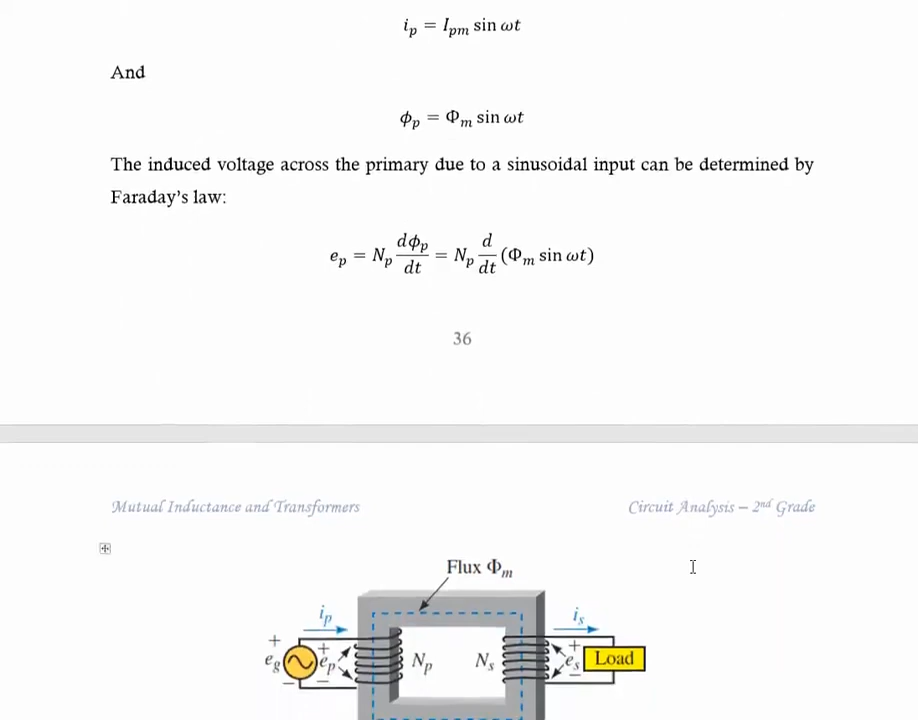 i_p = I_pm sin ωt
And
ϕ_p = Φ_m sin ωt
The induced voltage across the primary due to a sinusoidal input can be determined by
Faraday's law:
e_p = N_p dϕ_p/dt = N_p d/dt (Φ_m sin ωt)
36
Mutual Inductance and Transformers Circuit Analysis – 2nd Grade
Flux Φ_m
i_p i_s
+ + +
e_g e_p N_p N_s e_s Load
− − −